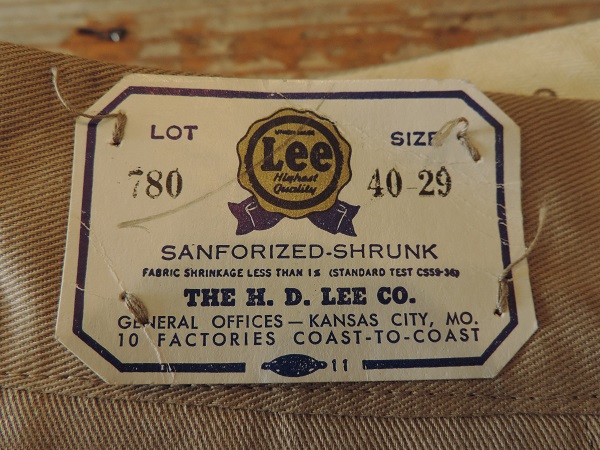 LOT
SIZE
Lee
Highest
Quality
780
40-29
SANFORIZED-SHRUNK
FABRIC SHRINKAGE LESS THAN 1% (STANDARD TEST CS59-36)
THE H. D. LEE CO.
GENERAL OFFICES — KANSAS CITY, MO.
10 FACTORIES COAST-TO-COAST
11